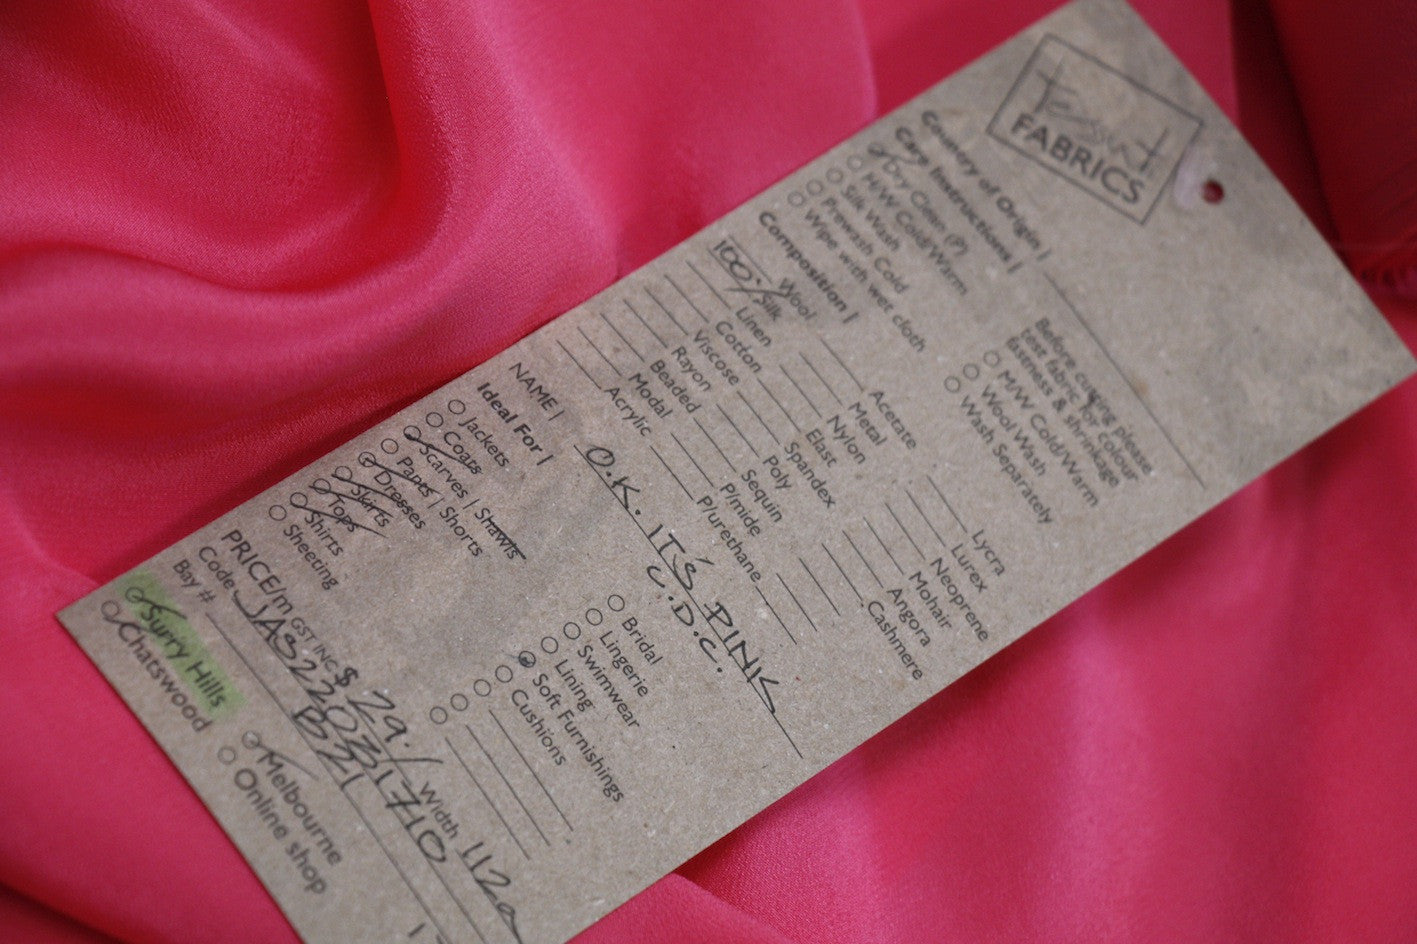 Tessuti
FABRICS
Country of Origin |
Care Instructions |
Dry Clean (P)
H/W Cold/Warm
Silk Wash
Prewash Cold
Wipe with wet cloth
Before cutting please
test fabric for colour
fastness & shrinkage
M/W Cold/Warm
Wool Wash
Wash Separately
Composition |
Wool
100% Silk
Linen
Cotton
Viscose
Rayon
Beaded
Modal
Acrylic
Acetate
Metal
Nylon
Elast
Spandex
Poly
Sequin
P/mide
P/urethane
Lycra
Lurex
Neoprene
Mohair
Angora
Cashmere
NAME | O.K. IT'S PINK
C.D.C.
Ideal For |
Jackets
Coats
Scarves | Shawls
Pants | Shorts
Dresses
Skirts
Tops
Shirts
Sheeting
Bridal
Lingerie
Swimwear
Lining
Soft Furnishings
Cushions
PRICE/m GST INC $ 29.- Width 112c
Code JAS22031710
Bay # P321
Surry Hills
Chatswood
Melbourne
Online shop